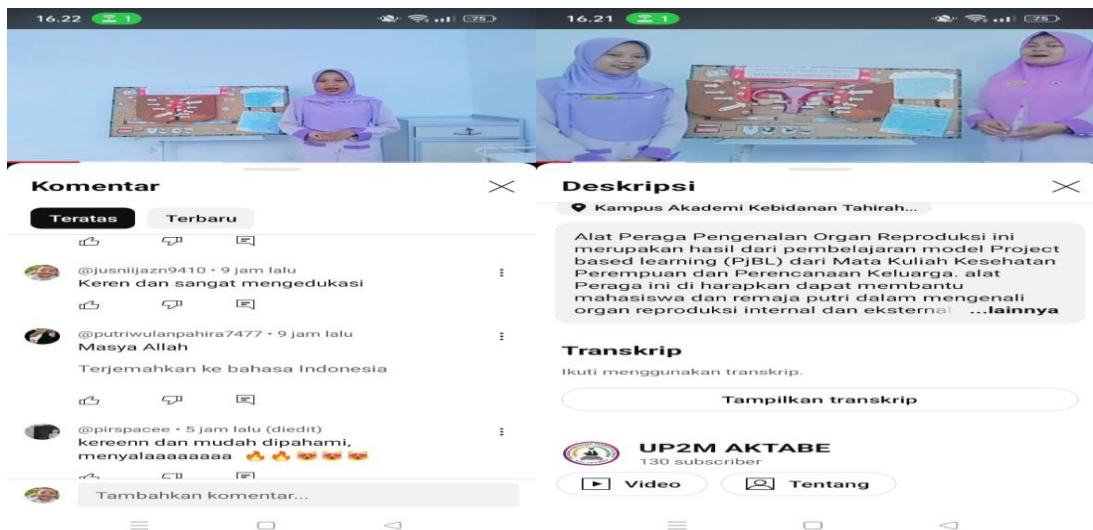 16.22
1
75
Komentar
Teratas
Terbaru
@jusniijazn9410 • 9 jam lalu
Keren dan sangat mengedukasi
@putriwulanpahira7477 • 9 jam lalu
Masya Allah
Terjemahkan ke bahasa Indonesia
@pirspacee • 5 jam lalu (diedit)
kereenn dan mudah dipahami,
menyalaaaaaaaa 🔥🔥😻😻😻
Tambahkan komentar...
16.21
1
75
Deskripsi
Kampus Akademi Kebidanan Tahirah...
Alat Peraga Pengenalan Organ Reproduksi ini
merupakan hasil dari pembelajaran model Project
based learning (PjBL) dari Mata Kuliah Kesehatan
Perempuan dan Perencanaan Keluarga. alat
Peraga ini di harapkan dapat membantu
mahasiswa dan remaja putri dalam mengenali
organ reproduksi internal dan eksternal ...lainnya
Transkrip
Ikuti menggunakan transkrip.
Tampilkan transkrip
UP2M AKTABE
130 subscriber
Video
Tentang